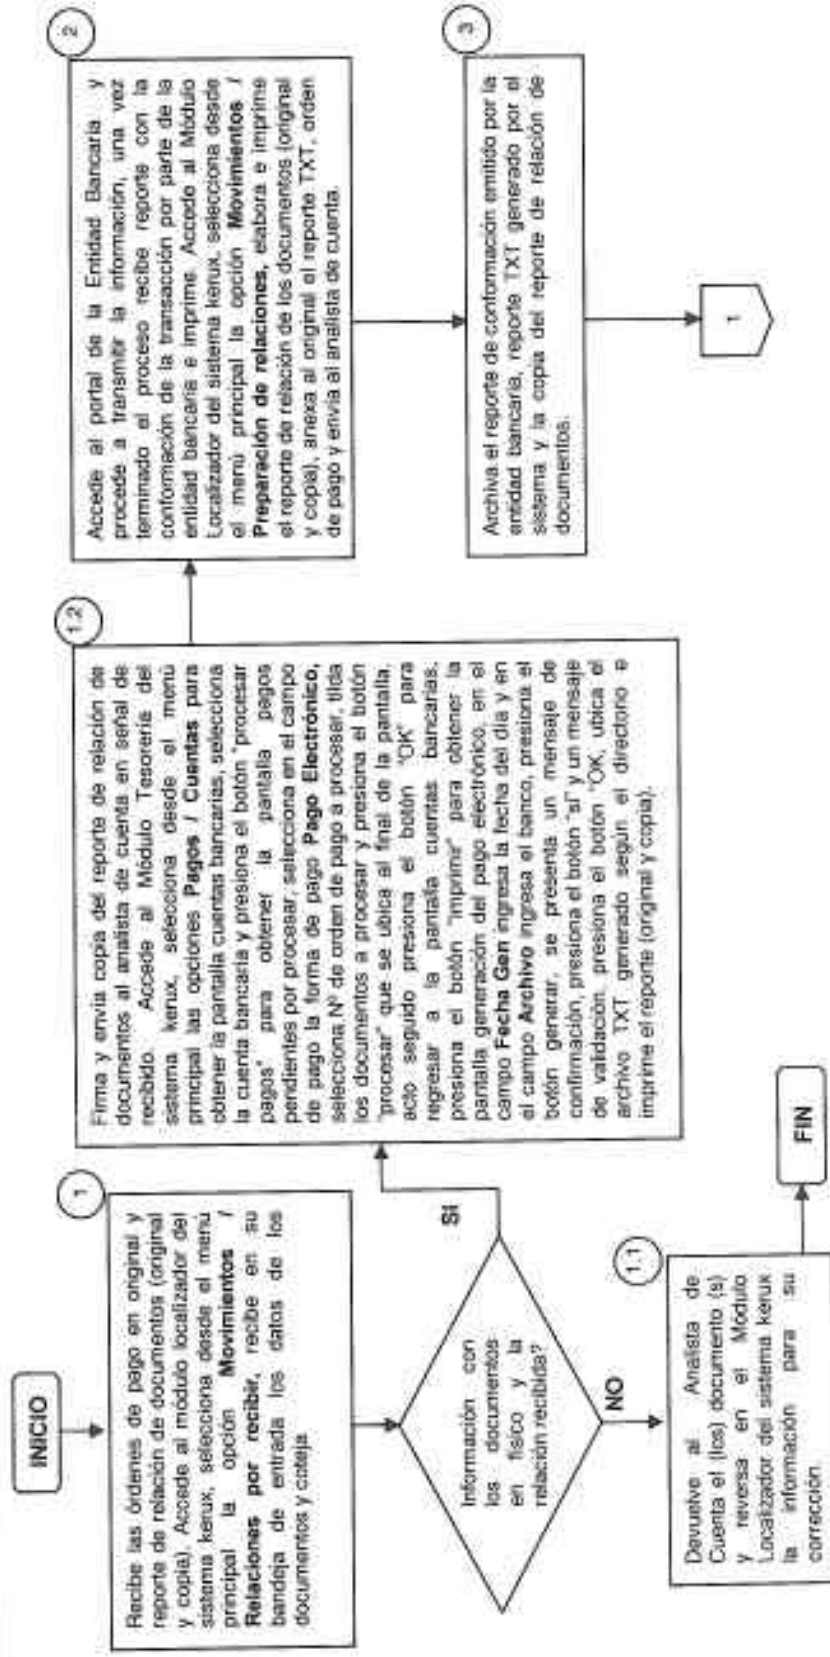 INICIO
1
Recibe las órdenes de pago en original y
reporte de relación de documentos (original
y copia). Accede al módulo localizador del
sistema kerux, selecciona desde el menú
principal la opción Movimientos /
Relaciones por recibir, recibe en su
bandeja de entrada los datos de los
documentos y coteja.
Información con
los documentos
en físico y la
relación recibida?
SI
NO
1.1
Devuelve al Analista de
Cuenta el (los) documento (s)
y reversa en el Módulo
Localizador del sistema kerux
la información para su
corrección.
FIN
1.2
Firma y envía copia del reporte de relación de
documentos al analista de cuenta en señal de
recibido. Accede al Módulo Tesorería del
sistema kerux, selecciona desde el menú
principal las opciones Pagos / Cuentas para
obtener la pantalla cuentas bancarias, selecciona
la cuenta bancaria y presiona el botón "procesar
pagos" para obtener la pantalla pagos
pendientes por procesar, selecciona en el campo
de pago la forma de pago Pago Electrónico,
selecciona N° de orden de pago a procesar, tilda
los documentos a procesar y presiona el botón
"procesar" que se ubica al final de la pantalla,
acto seguido presiona el botón "OK" para
regresar a la pantalla cuentas bancarias,
presiona el botón "imprimir" para obtener la
pantalla generación del pago electrónico, en el
campo Fecha Gen ingresa la fecha del día y en
el campo Archivo ingresa el banco, presiona el
botón generar, se presenta un mensaje de
confirmación, presiona el botón "sí" y un mensaje
de validación, presiona el botón "OK, ubica el
archivo TXT generado según el directorio e
imprime el reporte (original y copia).
2
Accede al portal de la Entidad Bancaria y
procede a transmitir la información, una vez
terminado el proceso recibe reporte con la
conformación de la transacción por parte de la
entidad bancaria e imprime. Accede al Módulo
Localizador del sistema kerux, selecciona desde
el menú principal la opción Movimientos /
Preparación de relaciones, elabora e imprime
el reporte de relación de los documentos (original
y copia), anexa al original el reporte TXT, orden
de pago y envía al analista de cuenta.
3
Archiva el reporte de conformación emitido por la
entidad bancaria, reporte TXT generado por el
sistema y la copia del reporte de relación de
documentos.
1